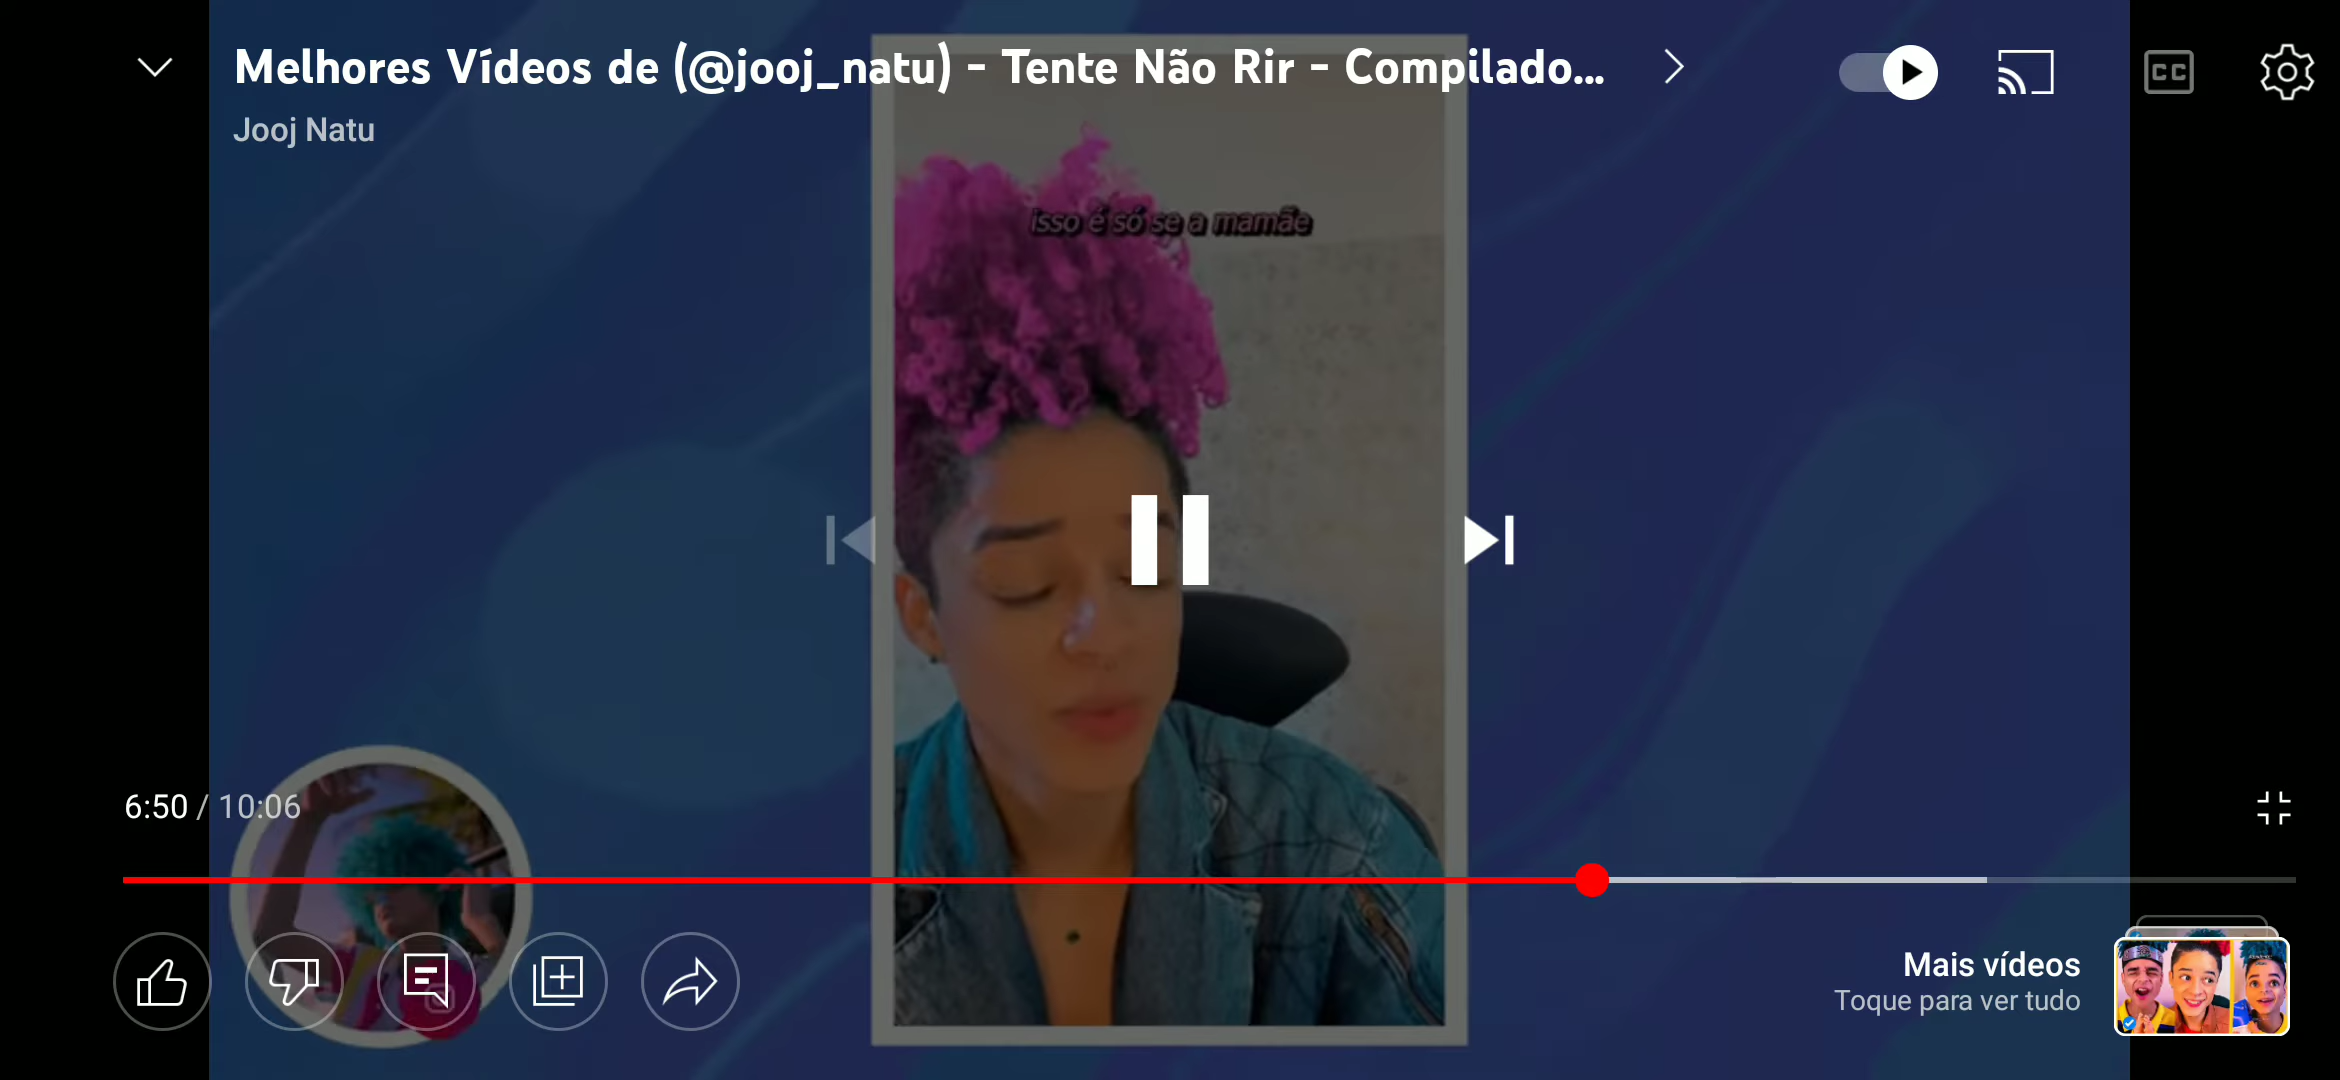 Melhores Vídeos de (@jooj_natu) - Tente Não Rir - Compilado...
Jooj Natu
CC
isso é só se a mamãe
6:50 / 10:06
Mais vídeos
Toque para ver tudo